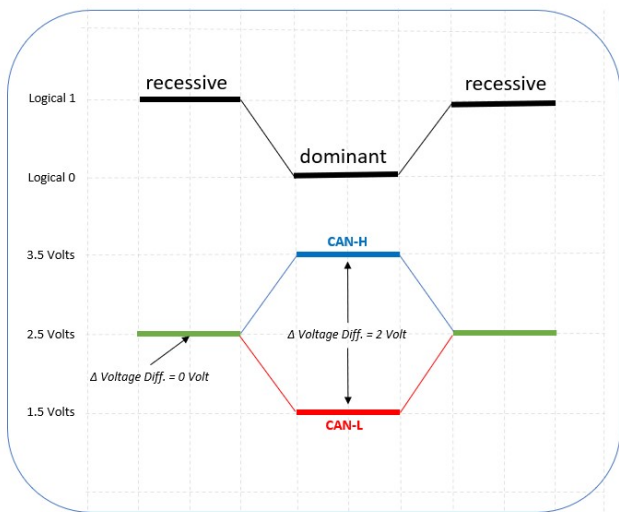 recessive
recessive
Logical 1
dominant
Logical 0
CAN-H
3.5 Volts
2.5 Volts
Δ Voltage Diff. = 2 Volt
Δ Voltage Diff. = 0 Volt
1.5 Volts
CAN-L